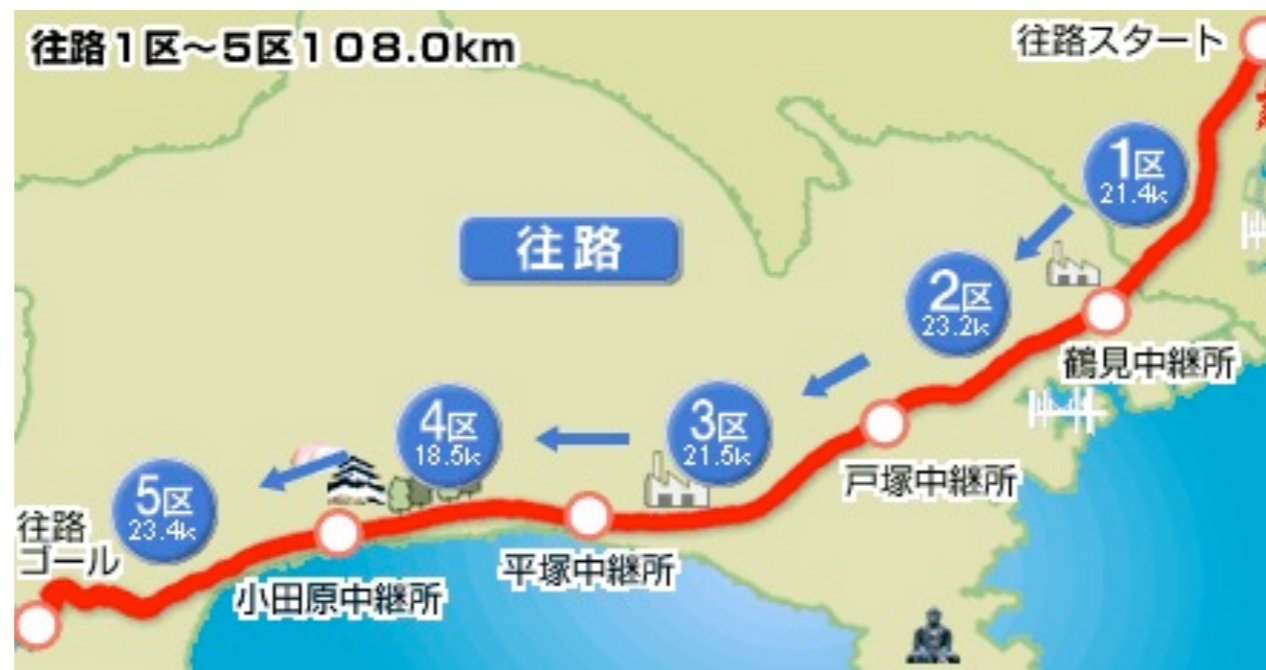 往路1区～5区108.0km
往路スタート
1区
21.4k
往路
2区
23.2k
鶴見中継所
3区
21.5k
4区
18.5k
戸塚中継所
5区
23.4k
往路
ゴール
平塚中継所
小田原中継所